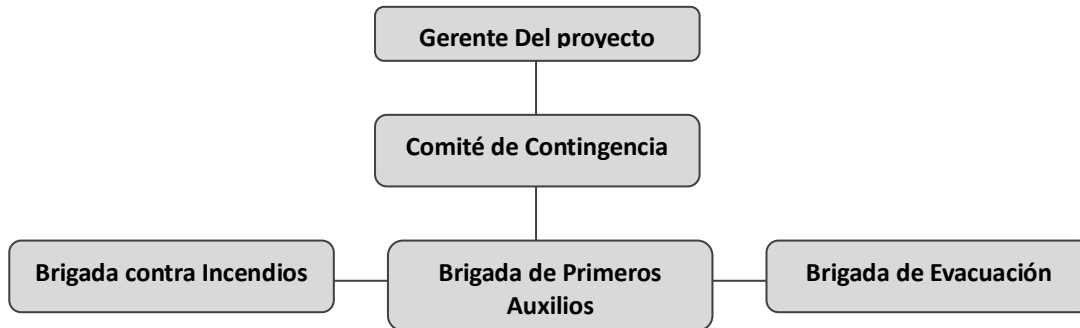 Gerente Del proyecto
Comité de Contingencia
Brigada contra Incendios
Brigada de Primeros
Auxilios
Brigada de Evacuación